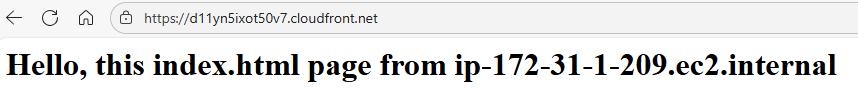 https://d11yn5ixot50v7.cloudfront.net
Hello, this index.html page from ip-172-31-1-209.ec2.internal